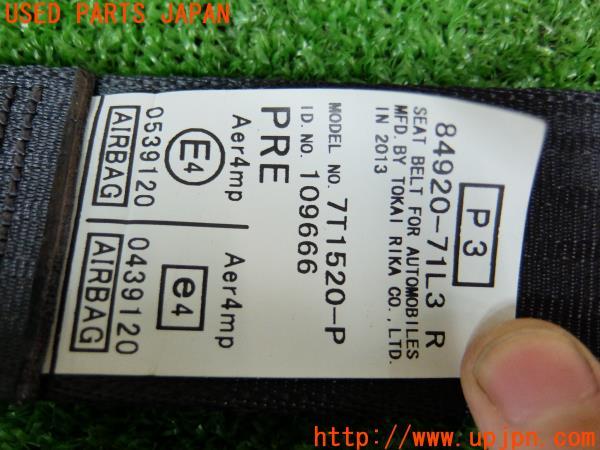 USED PARTS JAPAN
P3
84920-71L3 R
SEAT BELT FOR AUTOMOBILES
MFD. BY TOKAI RIKA CO., LTD.
IN 2013
MODEL NO. 7T1520-P
ID. NO. 109666
PRE
Aer4mp
E4
0539120
AIRBAG
Aer4mp
e4
0439120
AIRBAG
http://www.upjpn.com/